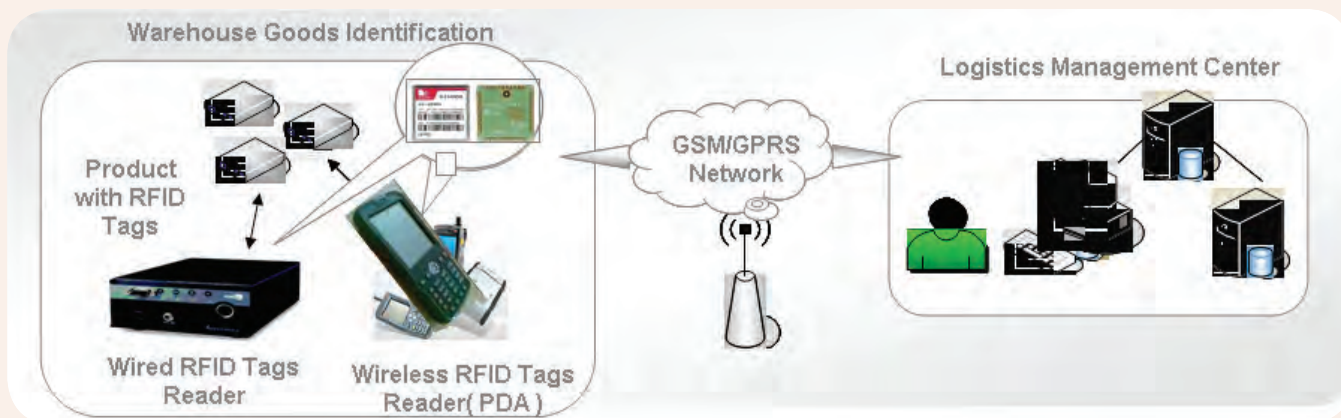 Warehouse Goods Identification
Logistics Management Center
Product
with RFID
Tags
GSM/GPRS
Network
Wired RFID Tags
Reader
Wireless RFID Tags
Reader( PDA )